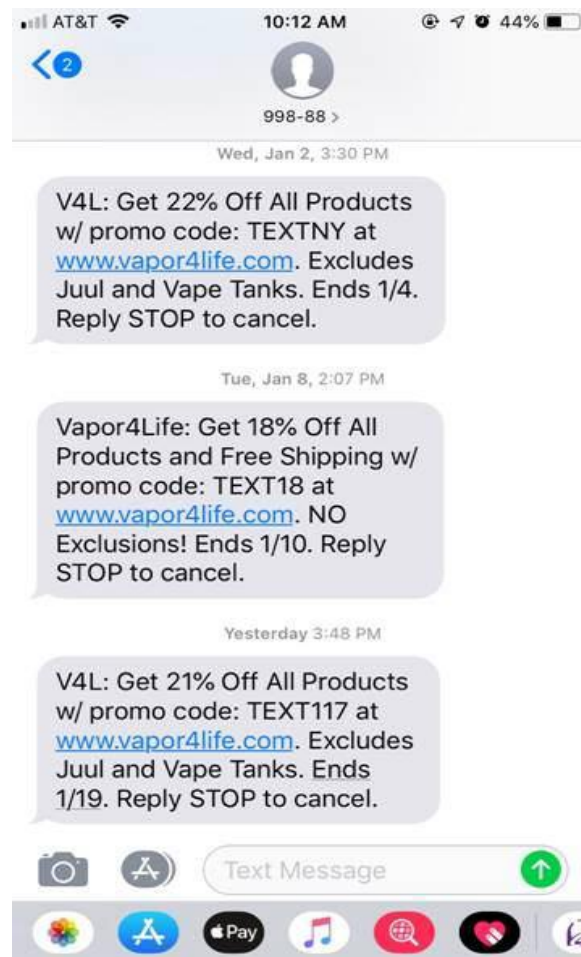 AT&T 10:12 AM 44%
2
998-88 >
Wed, Jan 2, 3:30 PM
V4L: Get 22% Off All Products
w/ promo code: TEXTNY at
www.vapor4life.com. Excludes
Juul and Vape Tanks. Ends 1/4.
Reply STOP to cancel.
Tue, Jan 8, 2:07 PM
Vapor4Life: Get 18% Off All
Products and Free Shipping w/
promo code: TEXT18 at
www.vapor4life.com. NO
Exclusions! Ends 1/10. Reply
STOP to cancel.
Yesterday 3:48 PM
V4L: Get 21% Off All Products
w/ promo code: TEXT117 at
www.vapor4life.com. Excludes
Juul and Vape Tanks. Ends
1/19. Reply STOP to cancel.
Text Message
Pay